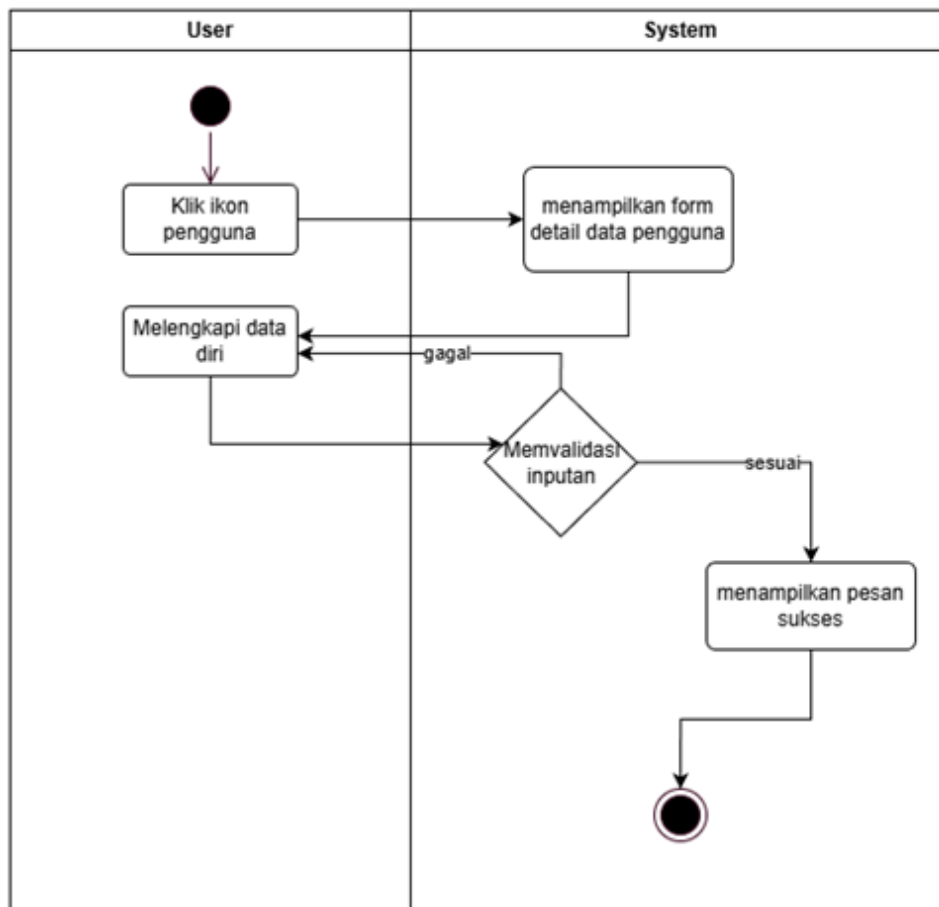 User
System
Klik ikon
pengguna
menampilkan form
detail data pengguna
Melengkapi data
diri
gagal
Memvalidasi
inputan
sesuai
menampilkan pesan
sukses